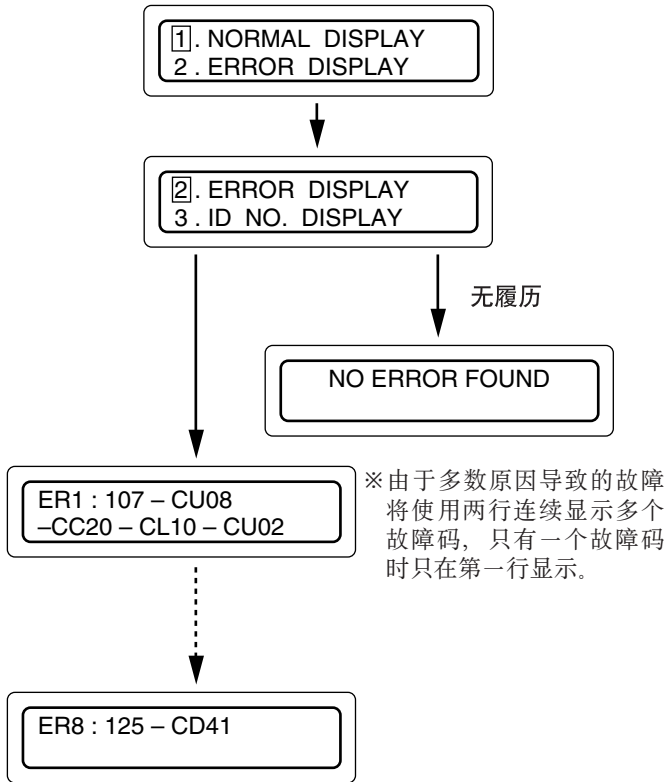 1. NORMAL DISPLAY
2. ERROR DISPLAY
2. ERROR DISPLAY
3. ID NO. DISPLAY
无履历
NO ERROR FOUND
ER1 : 107 – CU08
–CC20 – CL10 – CU02
※由于多数原因导致的故障
将使用两行连续显示多个
故障码，只有一个故障码
时只在第一行显示。
ER8 : 125 – CD41